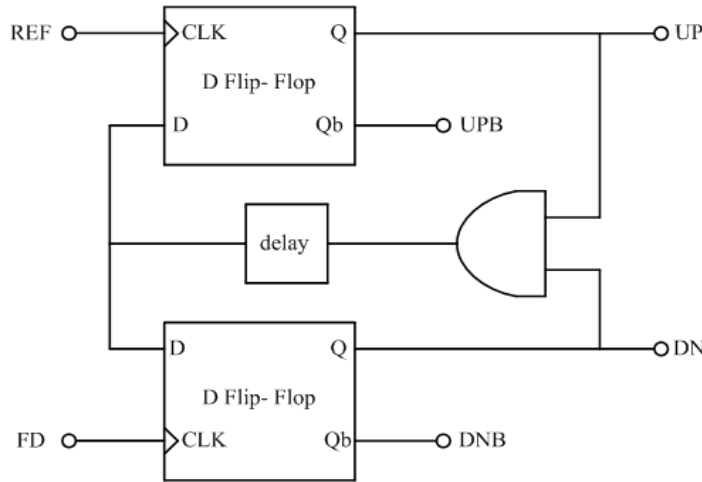 REF
CLK
Q
UP
D Flip- Flop
D
Qb
UPB
delay
D
Q
DN
D Flip- Flop
FD
CLK
Qb
DNB